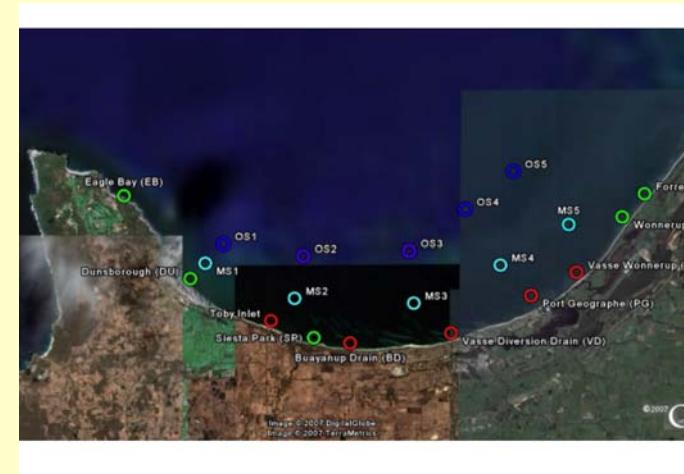 Eagle Bay (EB)
OS5
OS4
MS5
Forre
Wonnerup
OS1
OS2
OS3
Dunsborough (DU)
MS1
MS4
Vasse Wonnerup
MS2
MS3
Port Geographe (PG)
Toby Inlet
Siesta Park (SP)
Vasse Diversion Drain (VD)
Buayanup Drain (BD)
©2007
Image © 2007 DigitalGlobe
Image © 2007 TerraMetrics